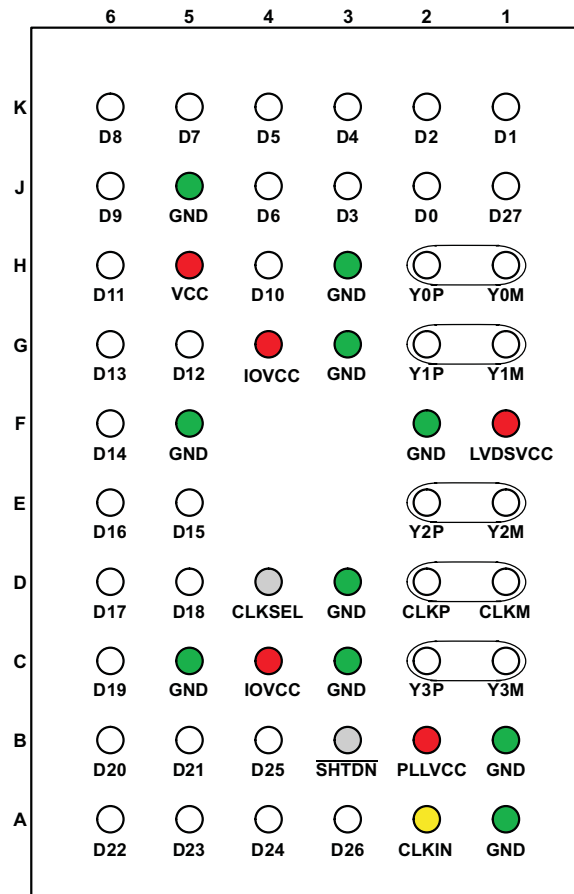 6 5 4 3 2 1
K
D8 D7 D5 D4 D2 D1
J
D9 GND D6 D3 D0 D27
H
D11 VCC D10 GND Y0P Y0M
G
D13 D12 IOVCC GND Y1P Y1M
F
D14 GND GND LVDSVCC
E
D16 D15 Y2P Y2M
D
D17 D18 CLKSEL GND CLKP CLKM
C
D19 GND IOVCC GND Y3P Y3M
B
D20 D21 D25 SHTDN PLLVCC GND
A
D22 D23 D24 D26 CLKIN GND